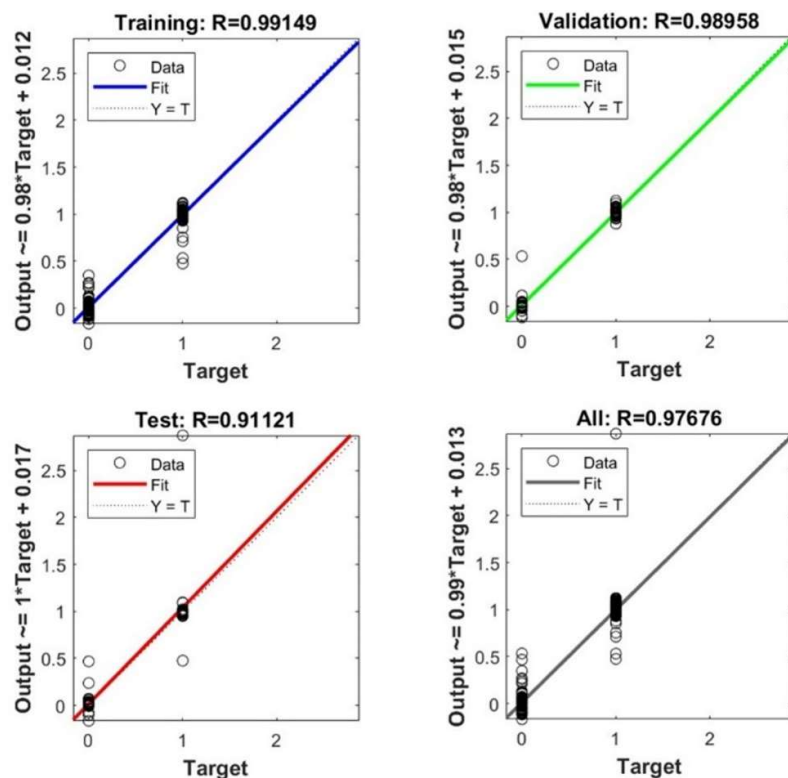 Training: R=0.99149
Output ~= 0.98*Target + 0.012
2.5
2
1.5
1
0.5
0
Data
Fit
Y = T
0 1 2
Target
Validation: R=0.98958
Output ~= 0.98*Target + 0.015
2.5
2
1.5
1
0.5
0
Data
Fit
Y = T
0 1 2
Target
Test: R=0.91121
Output ~= 1*Target + 0.017
2.5
2
1.5
1
0.5
0
Data
Fit
Y = T
0 1 2
Target
All: R=0.97676
Output ~= 0.99*Target + 0.013
2.5
2
1.5
1
0.5
0
Data
Fit
Y = T
0 1 2
Target